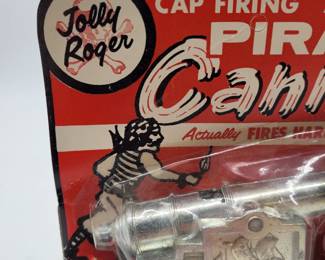 Jolly
Roger
CAP FIRING
PIRA
Cann
Actually FIRES HAR